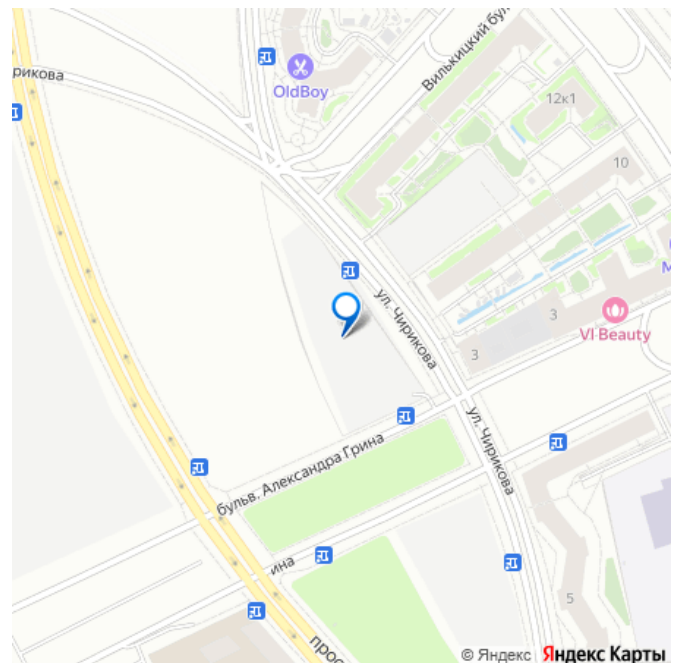 Вилькицкий бул
OldBoy
рикова
12к1
10
ул. Чирикова
М
3
VI Beauty
3
ул. Чирикова
бульв. Александра Грина
ина
5
прос
© Яндекс Яндекс Карты